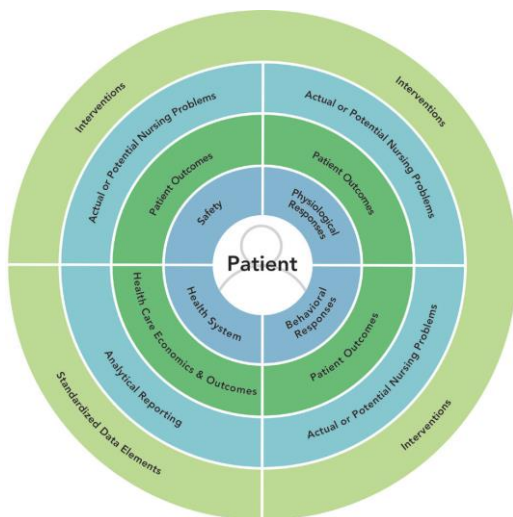 Interventions
Interventions
Actual or Potential Nursing Problems
Actual or Potential Nursing Problems
Patient Outcomes
Patient Outcomes
Safety
Physiological
Responses
Patient
Health System
Behavioral
Responses
Health Care Economics & Outcomes
Patient Outcomes
Analytical Reporting
Actual or Potential Nursing Problems
Standardized Data Elements
Interventions